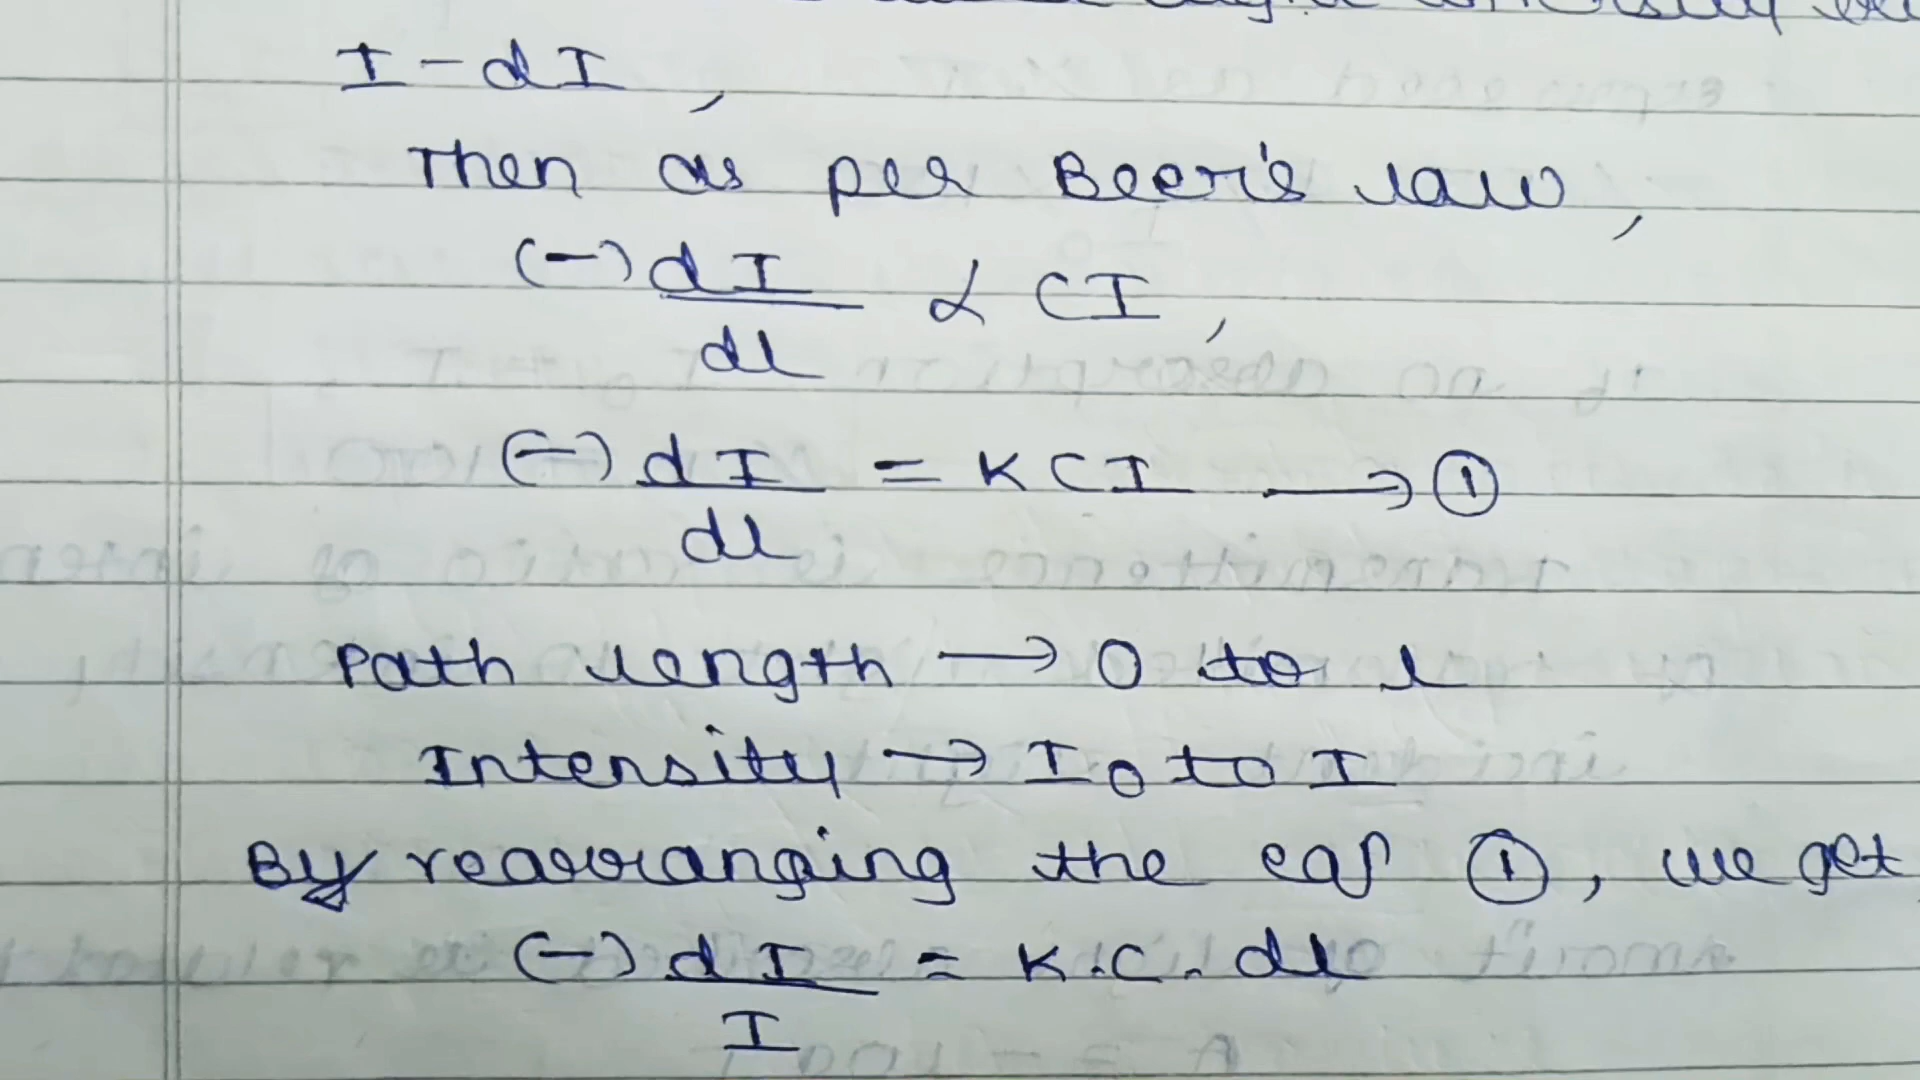 I - dI,
Then as per Beer's law,
(-) dI/dl ∝ CI,
(-) dI/dl = KCI → ①
Path length → 0 to l
Intensity → I₀ to I
By rearranging the eqⁿ ①, we get
(-) dI/I = K.C. dl